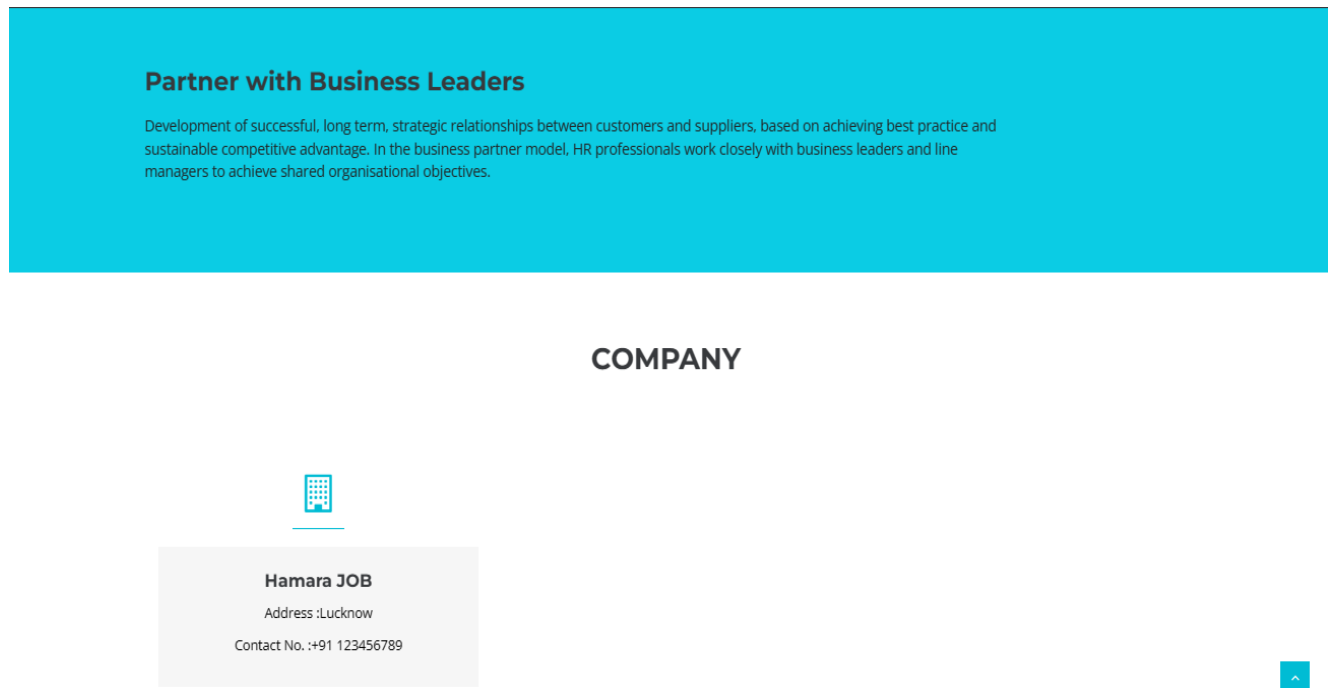 Partner with Business Leaders
Development of successful, long term, strategic relationships between customers and suppliers, based on achieving best practice and
sustainable competitive advantage. In the business partner model, HR professionals work closely with business leaders and line
managers to achieve shared organisational objectives.
COMPANY
Hamara JOB
Address :Lucknow
Contact No. :+91 123456789